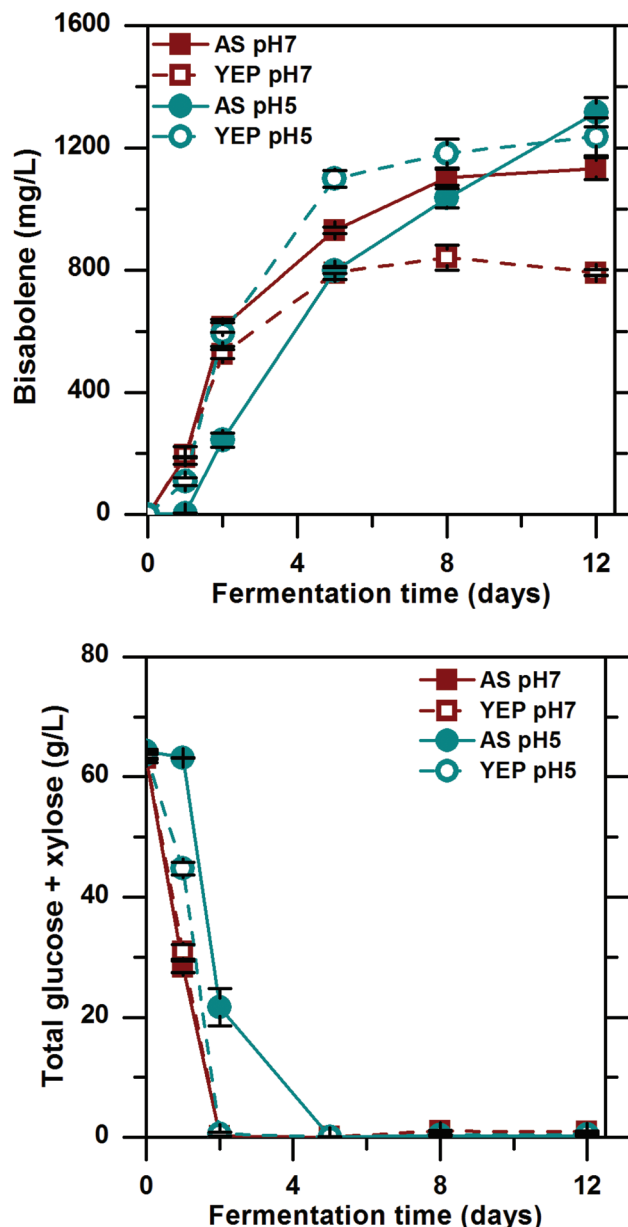 1600
1200
800
400
0
Bisabolene (mg/L)
AS pH7
YEP pH7
AS pH5
YEP pH5
0 4 8 12
Fermentation time (days)
80
60
40
20
0
Total glucose + xylose (g/L)
AS pH7
YEP pH7
AS pH5
YEP pH5
0 4 8 12
Fermentation time (days)